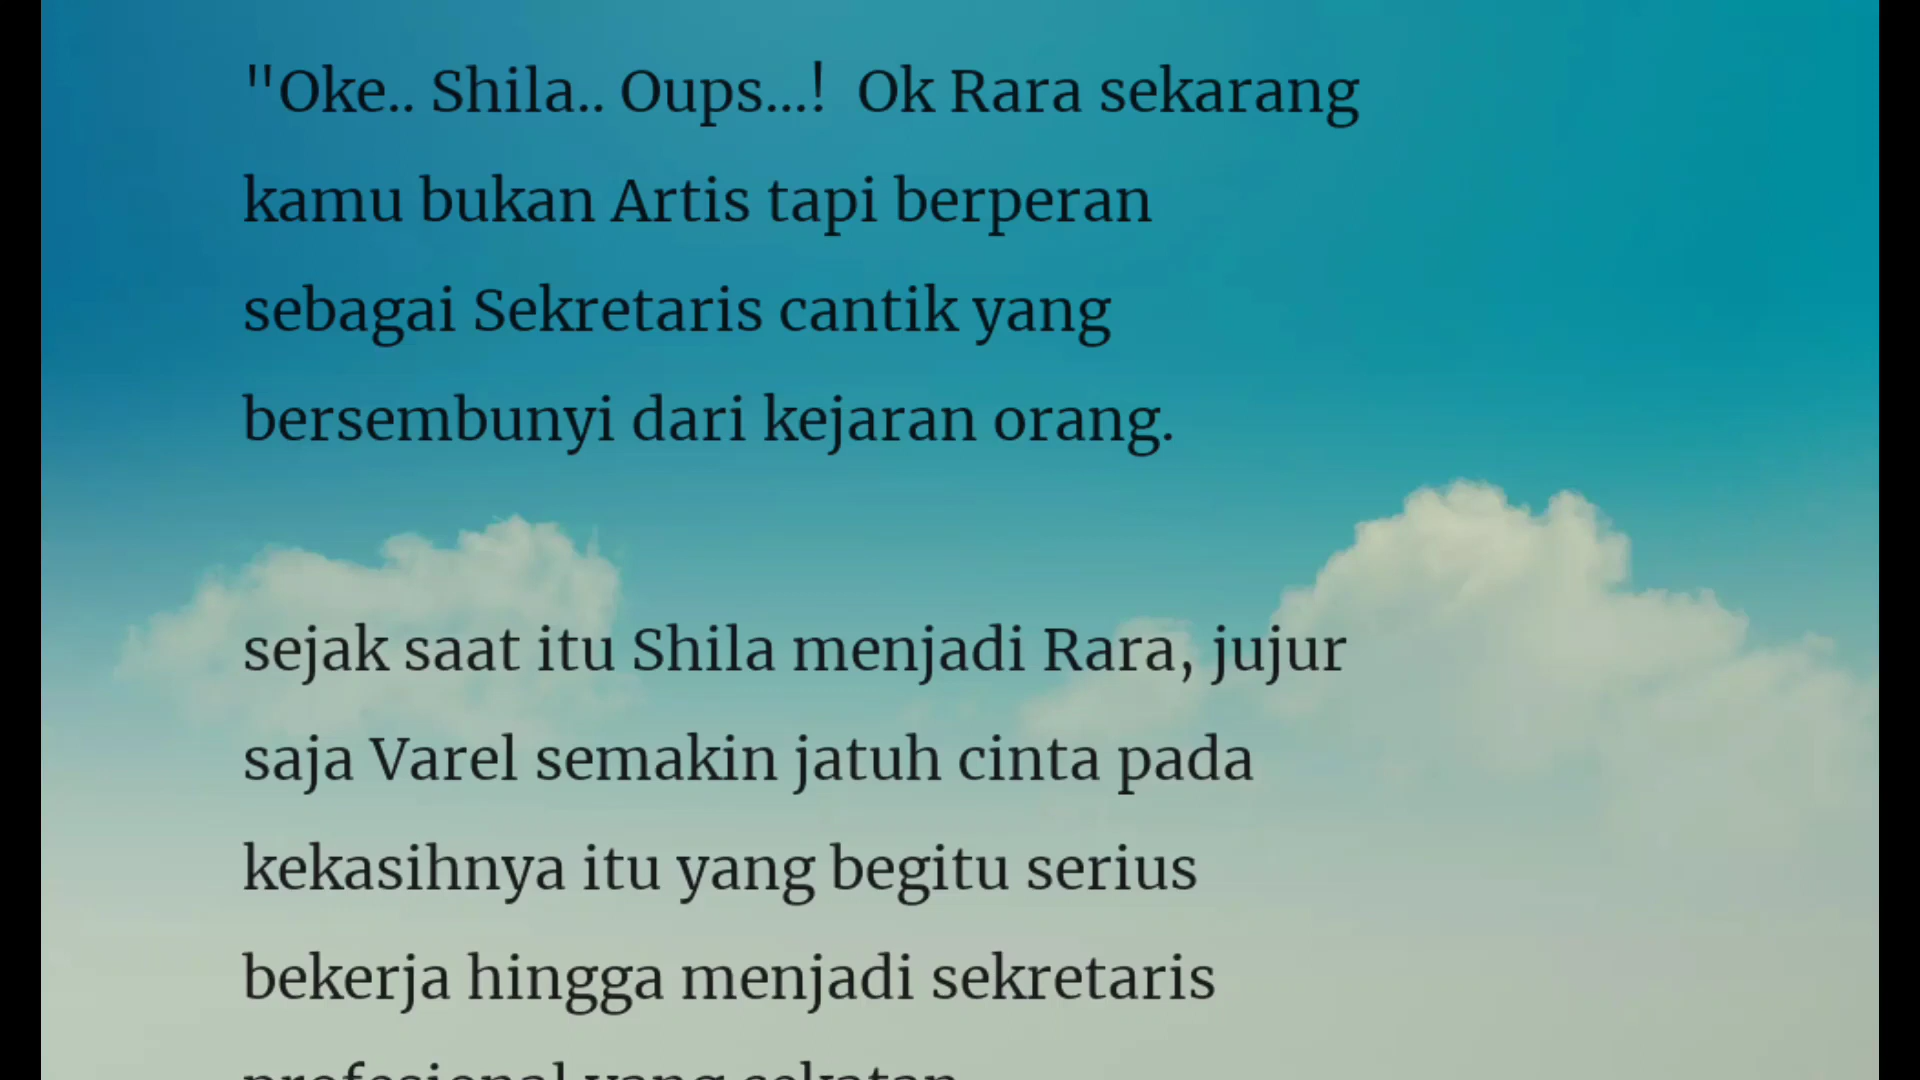 "Oke.. Shila.. Oups...!  Ok Rara sekarang
kamu bukan Artis tapi berperan
sebagai Sekretaris cantik yang
bersembunyi dari kejaran orang.
sejak saat itu Shila menjadi Rara, jujur
saja Varel semakin jatuh cinta pada
kekasihnya itu yang begitu serius
bekerja hingga menjadi sekretaris
profesional yang